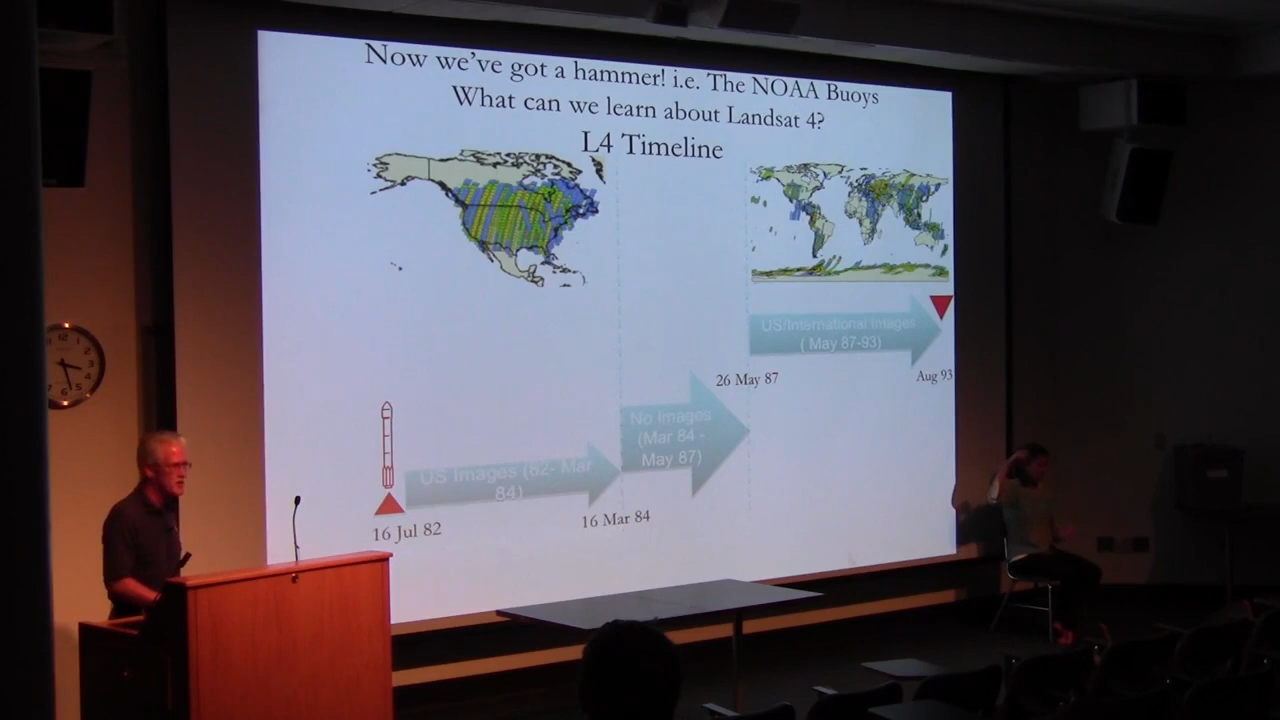 Now we've got a hammer! i.e. The NOAA Buoys
What can we learn about Landsat 4?
L4 Timeline
US/International Images
( May 87-93)
26 May 87
Aug 93
No Images
(Mar 84 -
May 87)
US Images (82- Mar
84)
16 Jul 82
16 Mar 84